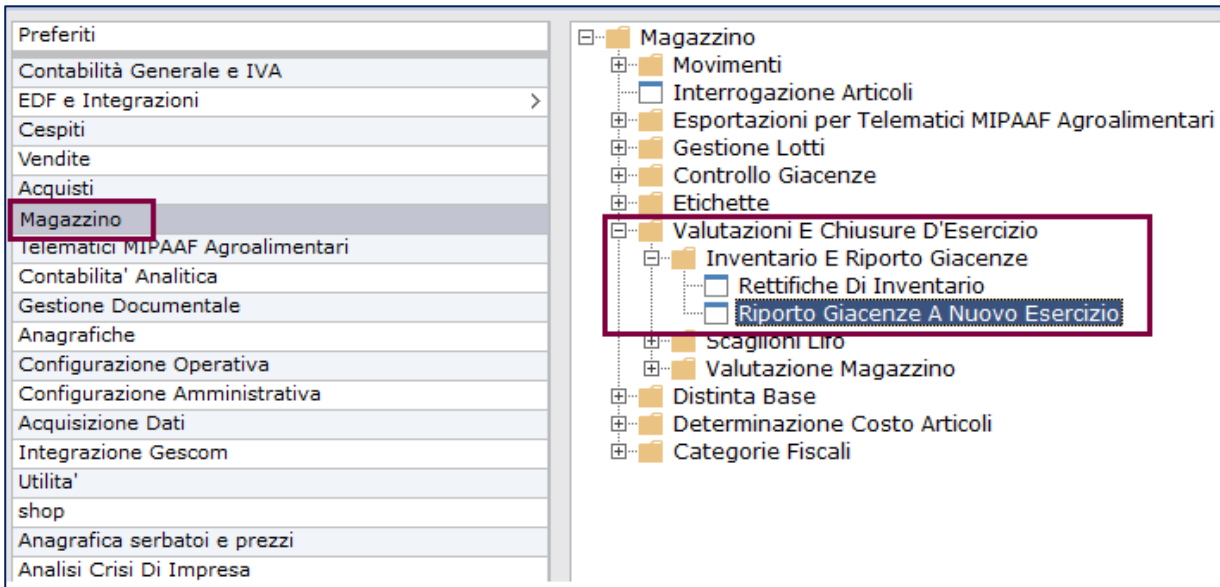 Preferiti
Contabilità Generale e IVA
EDF e Integrazioni
Cespiti
Vendite
Acquisti
Magazzino
Telematici MIPAAF Agroalimentari
Contabilita' Analitica
Gestione Documentale
Anagrafiche
Configurazione Operativa
Configurazione Amministrativa
Acquisizione Dati
Integrazione Gescom
Utilita'
shop
Anagrafica serbatoi e prezzi
Analisi Crisi Di Impresa
Magazzino
Movimenti
Interrogazione Articoli
Esportazioni per Telematici MIPAAF Agroalimentari
Gestione Lotti
Controllo Giacenze
Etichette
Valutazioni E Chiusure D'Esercizio
Inventario E Riporto Giacenze
Rettifiche Di Inventario
Riporto Giacenze A Nuovo Esercizio
Scaglioni Lifo
Valutazione Magazzino
Distinta Base
Determinazione Costo Articoli
Categorie Fiscali